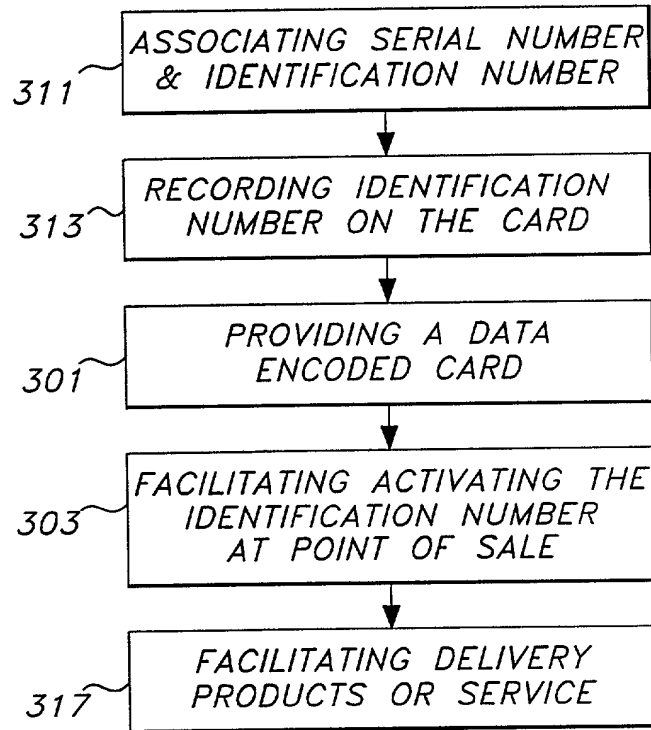 311
ASSOCIATING SERIAL NUMBER
& IDENTIFICATION NUMBER
313
RECORDING IDENTIFICATION
NUMBER ON THE CARD
301
PROVIDING A DATA
ENCODED CARD
303
FACILITATING ACTIVATING THE
IDENTIFICATION NUMBER
AT POINT OF SALE
317
FACILITATING DELIVERY
PRODUCTS OR SERVICE